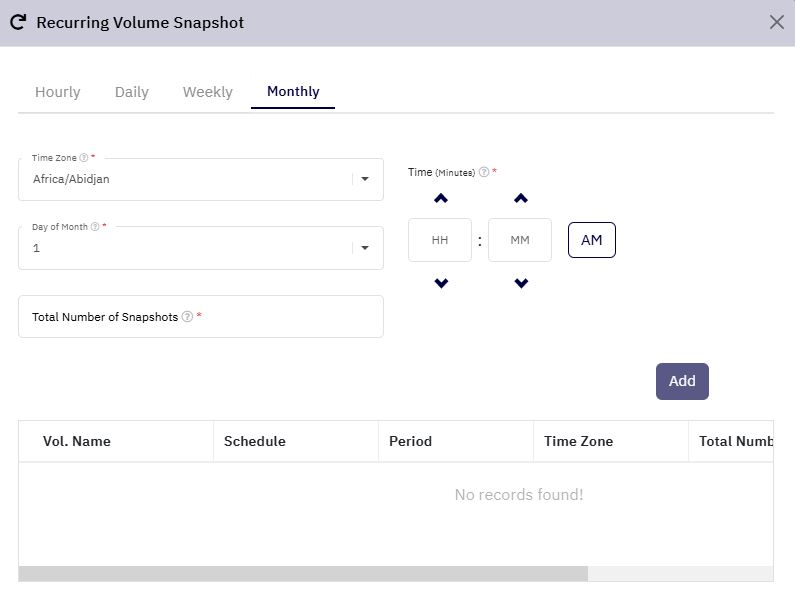 Recurring Volume Snapshot
Hourly Daily Weekly Monthly
Time Zone ? *
Africa/Abidjan
Time (Minutes) ? *
Day of Month ? *
1
HH : MM AM
Total Number of Snapshots ? *
Add
Vol. Name Schedule Period Time Zone Total Numb
No records found!